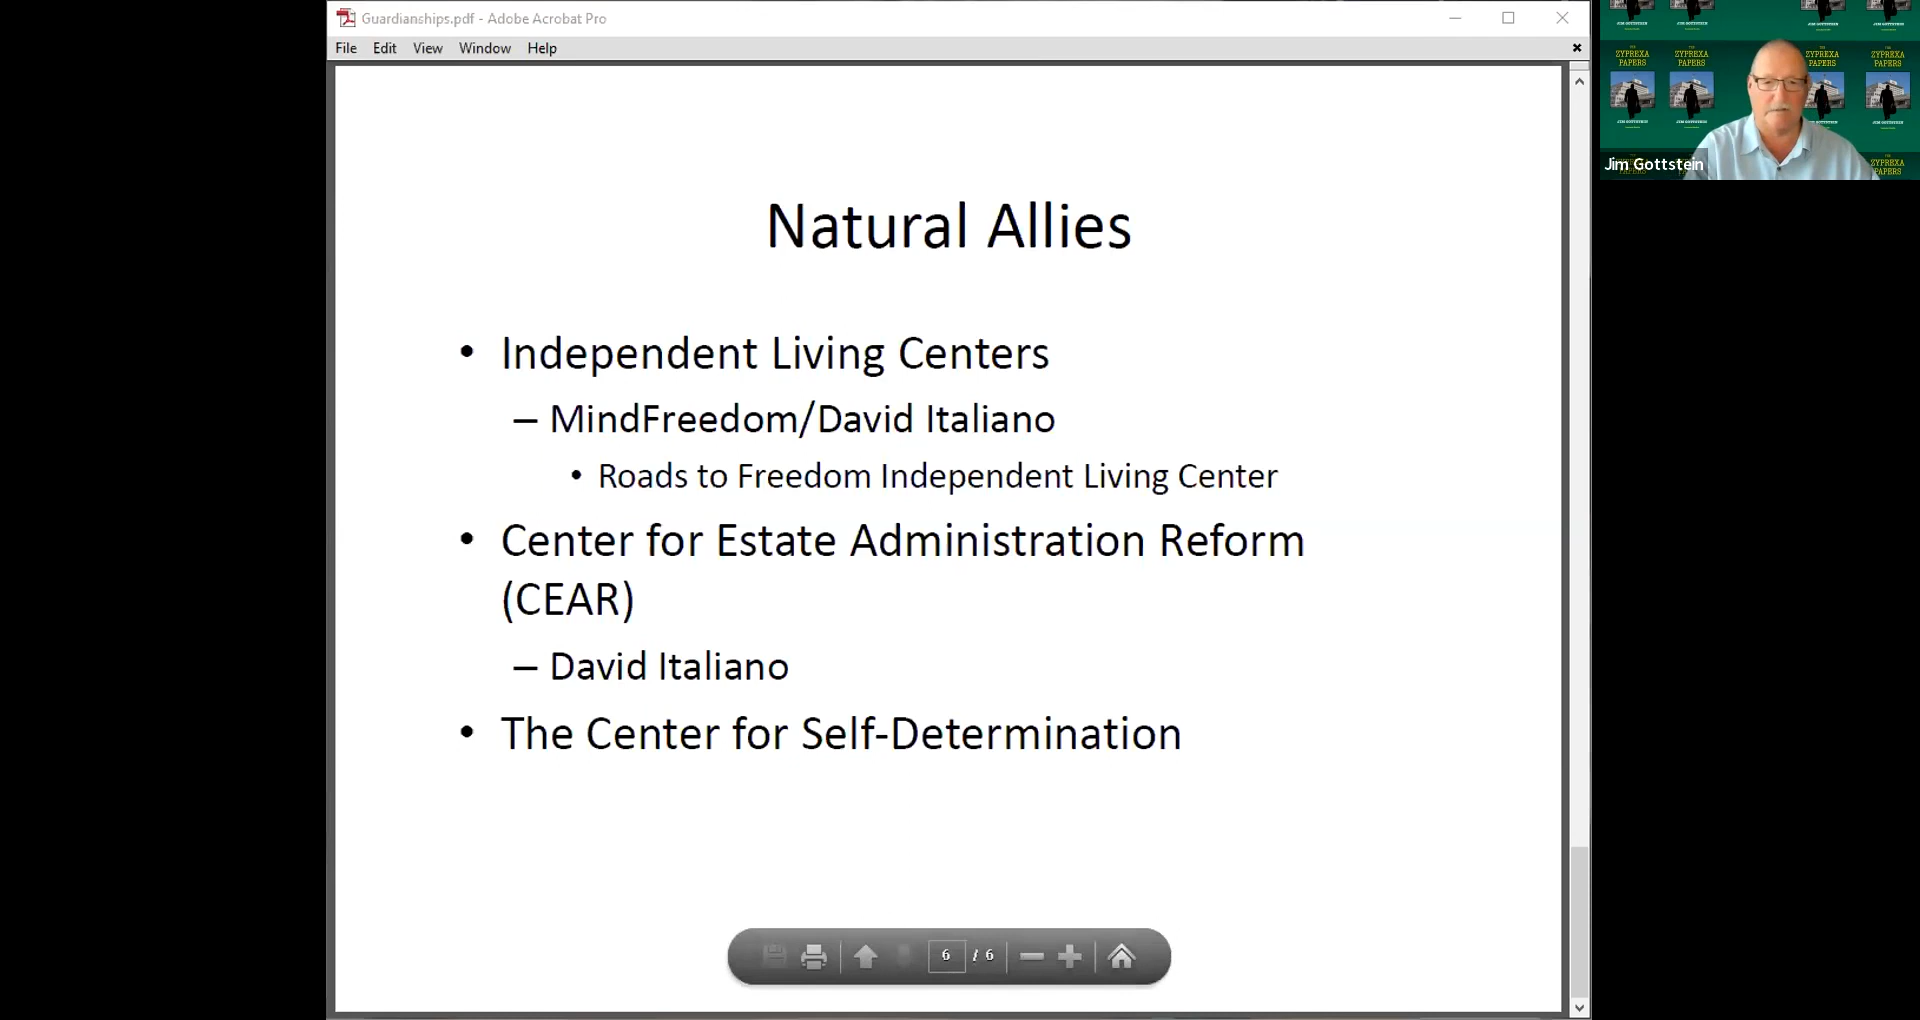 Guardianships.pdf - Adobe Acrobat Pro
File Edit View Window Help
Natural Allies
• Independent Living Centers
– MindFreedom/David Italiano
• Roads to Freedom Independent Living Center
• Center for Estate Administration Reform
(CEAR)
– David Italiano
• The Center for Self-Determination
6 / 6
ZYPREXA PAPERS
ZYPREXA PAPERS
ZYPREXA PAPERS
ZYPREXA PAPERS
Jim Gottstein
ZYPREXA PAPERS